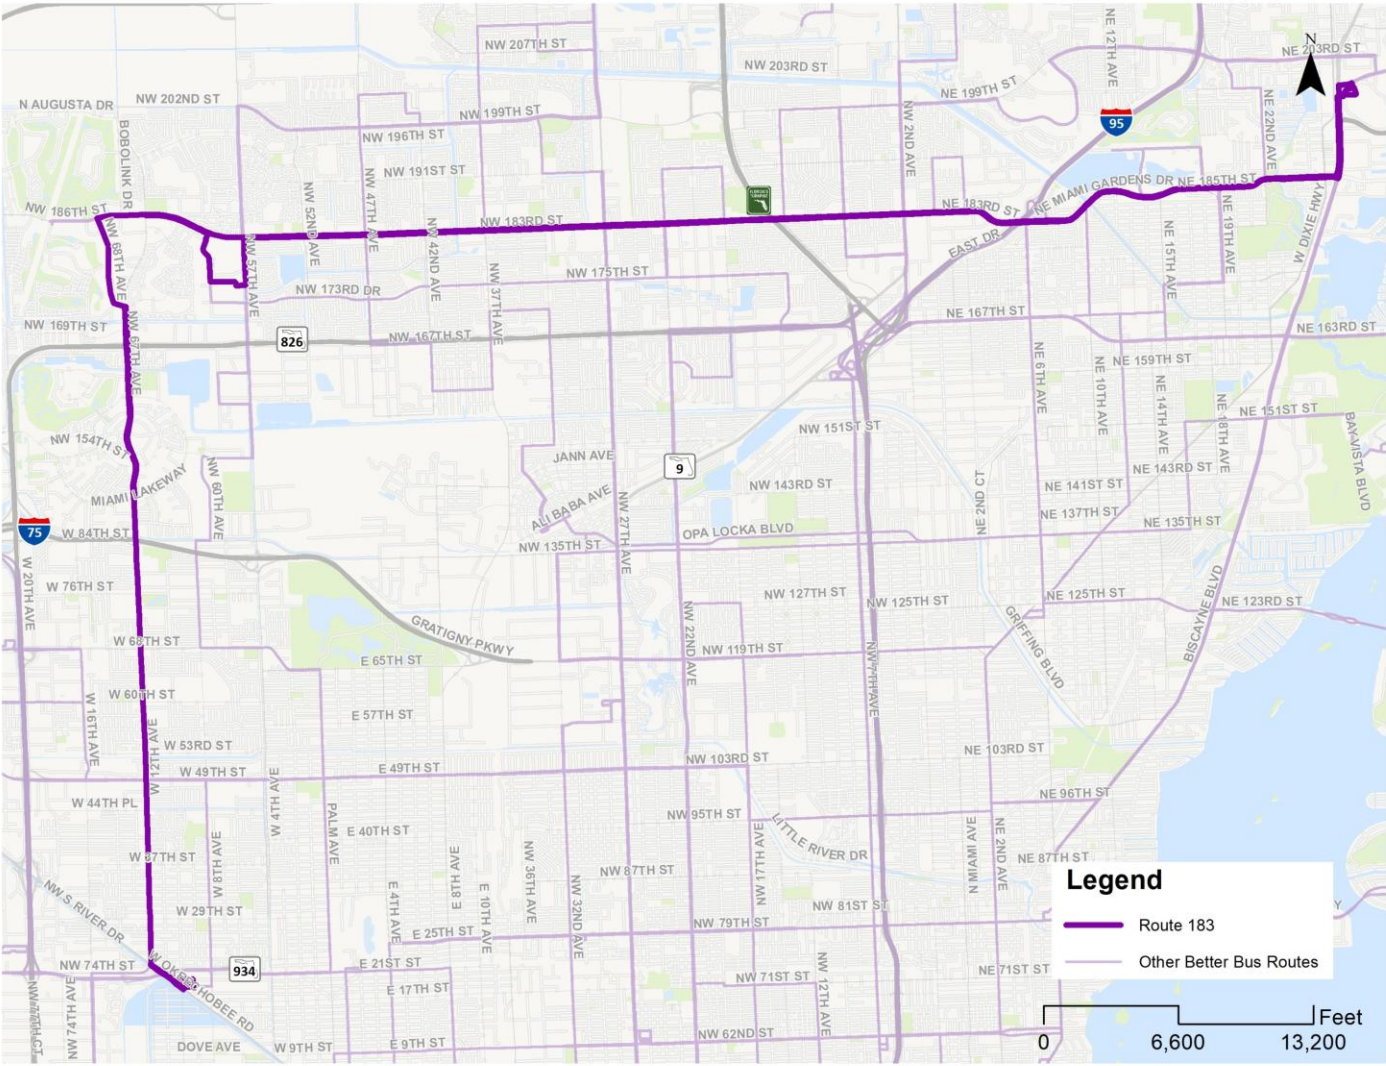 NW 207TH ST
NE 12TH AVE
N
NE 203RD ST
NW 203RD ST
NE 199TH ST
NE 22ND AVE
N AUGUSTA DR
NW 202ND ST
NW 199TH ST
NW 2ND AVE
95
BOBOLINK DR
NW 196TH ST
NW 191ST ST
NW 52ND AVE
NW 47TH AVE
NE MIAMI GARDENS DR
NE 185TH ST
NW 186TH ST
NW 183RD ST
NE 183RD ST
NW 68TH AVE
NW 57TH AVE
NW 42ND AVE
EAST DR
NE 15TH AVE
NE 19TH AVE
W DIXIE HWY
NW 37TH AVE
NW 175TH ST
NW 173RD DR
NE 167TH ST
NW 169TH ST
NW 67TH AVE
826
NW 167TH ST
NE 163RD ST
NE 6TH AVE
NE 10TH AVE
NE 159TH ST
NE 14TH AVE
NE 18TH AVE
NE 151ST ST
BAY VISTA BLVD
NW 154TH ST
NW 151ST ST
JANN AVE
9
NE 143RD ST
MIAMI LAKEWAY
NW 60TH AVE
NW 143RD ST
NE 2ND CT
NE 141ST ST
ALI BABA AVE
NW 27TH AVE
NE 137TH ST
NE 135TH ST
75
W 84TH ST
OPA LOCKA BLVD
NW 135TH ST
W 20TH AVE
W 76TH ST
NW 127TH ST
NW 125TH ST
NE 125TH ST
NE 123RD ST
BISCAYNE BLVD
GRATIGNY PKWY
NW 22ND AVE
GRIFFING BLVD
W 68TH ST
E 65TH ST
NW 119TH ST
NW 7TH AVE
W 16TH AVE
W 60TH ST
E 57TH ST
W 12TH AVE
W 53RD ST
NE 103RD ST
W 49TH ST
E 49TH ST
NW 103RD ST
W 4TH AVE
W 44TH PL
NE 96TH ST
PALM AVE
E 40TH ST
NW 95TH ST
LITTLE RIVER DR
W 37TH ST
W 8TH AVE
E 8TH AVE
NW 36TH AVE
NW 17TH AVE
N MIAMI AVE
NE 2ND AVE
NE 87TH ST
NW 87TH ST
NW S RIVER DR
W 29TH ST
E 4TH AVE
E 10TH AVE
NW 32ND AVE
NW 81ST ST
E 25TH ST
NW 79TH ST
NW 74TH ST
W OKEECHOBEE RD
934
E 21ST ST
NW 71ST ST
NW 12TH AVE
NE 71ST ST
E 17TH ST
NW 77TH CT
NW 74TH AVE
DOVE AVE
W 9TH ST
E 9TH ST
NW 62ND ST
Legend
Route 183
Other Better Bus Routes
Feet
0 6,600 13,200